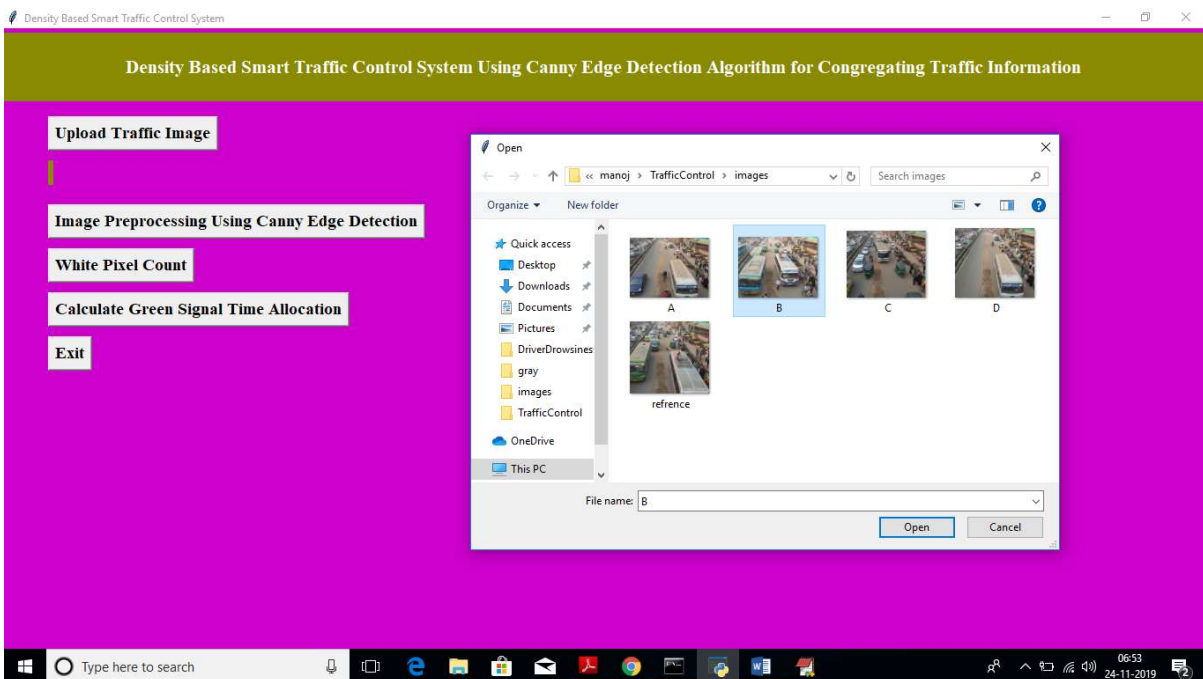 Density Based Smart Traffic Control System
Density Based Smart Traffic Control System Using Canny Edge Detection Algorithm for Congregating Traffic Information
Upload Traffic Image
Image Preprocessing Using Canny Edge Detection
White Pixel Count
Calculate Green Signal Time Allocation
Exit
Open
« manoj › TrafficControl › images
Search images
Organize
New folder
Quick access
Desktop
Downloads
Documents
Pictures
DriverDrowsines
gray
images
TrafficControl
OneDrive
This PC
A
B
C
D
refrence
File name: B
Open
Cancel
Type here to search
06:53
24-11-2019
2